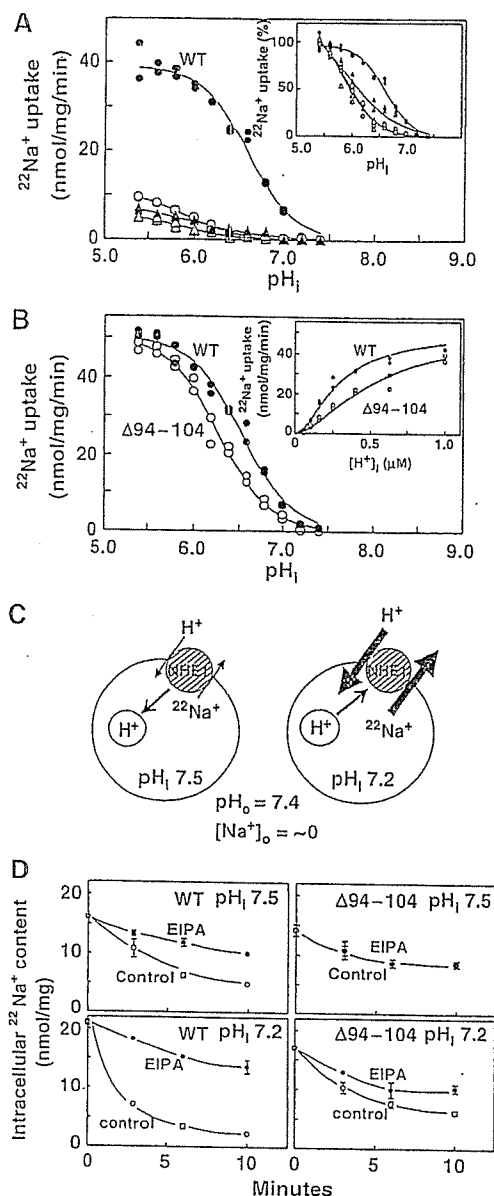 A
²²Na⁺ uptake
(nmol/mg/min)
40
20
0
WT
5.0 6.0 7.0 8.0 9.0
pHᵢ
²²Na⁺ uptake (%)
100
50
0
6.0 7.0
pHᵢ
B
²²Na⁺ uptake
(nmol/mg/min)
40
20
0
WT
Δ94–104
5.0 6.0 7.0 8.0 9.0
pHᵢ
²²Na⁺ uptake
(nmol/mg/min)
40
20
0
WT
Δ94–104
0 0.5 1.0
[H⁺]ᵢ (μM)
C
H⁺
H⁺
²²Na⁺
pHᵢ 7.5
H⁺
H⁺
²²Na⁺
pHᵢ 7.2
pHₒ = 7.4
[Na⁺]ₒ = ~0
D
Intracellular ²²Na⁺ content
(nmol/mg)
20
10
0
WT pHᵢ 7.5
EIPA
Control
Δ94–104 pHᵢ 7.5
EIPA
Control
20
10
0
WT pHᵢ 7.2
EIPA
control
Δ94–104 pHᵢ 7.2
EIPA
control
0 5 10 0 5 10
Minutes